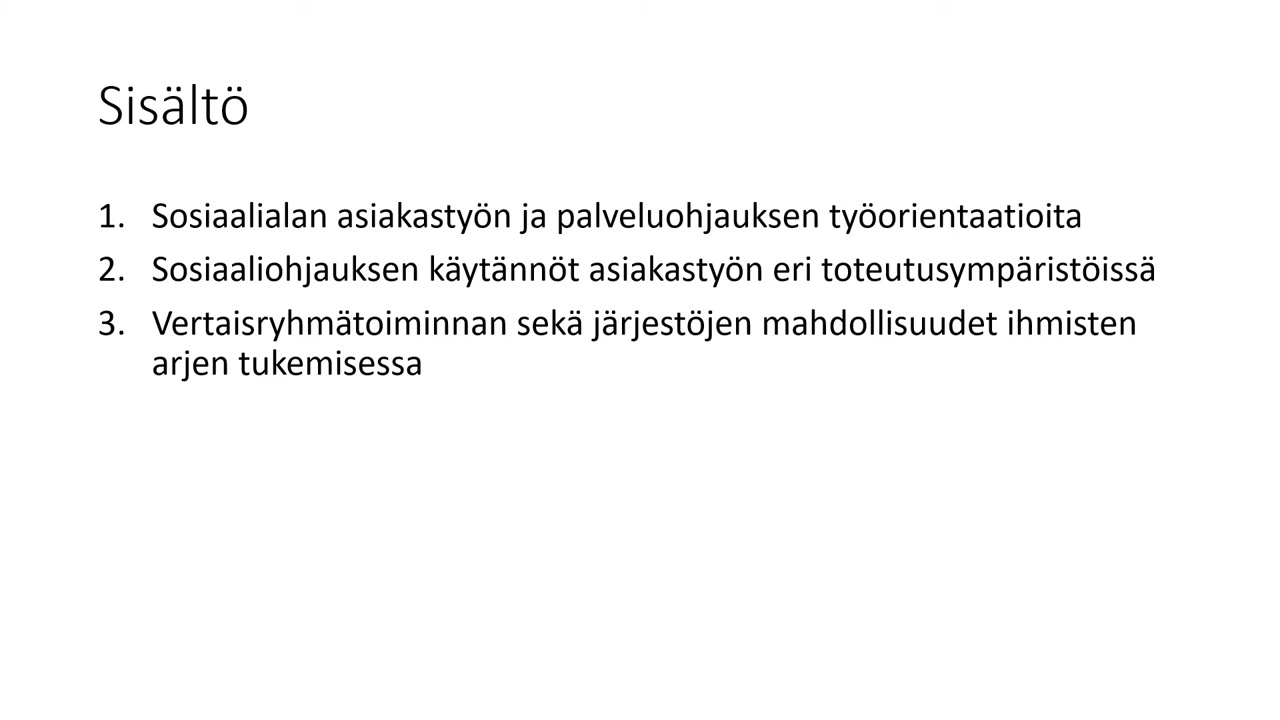 Sisältö
1. Sosiaalialan asiakastyön ja palveluohjauksen työorientaatioita
2. Sosiaaliohjauksen käytännöt asiakastyön eri toteutusympäristöissä
3. Vertaisryhmätoiminnan sekä järjestöjen mahdollisuudet ihmisten
arjen tukemisessa